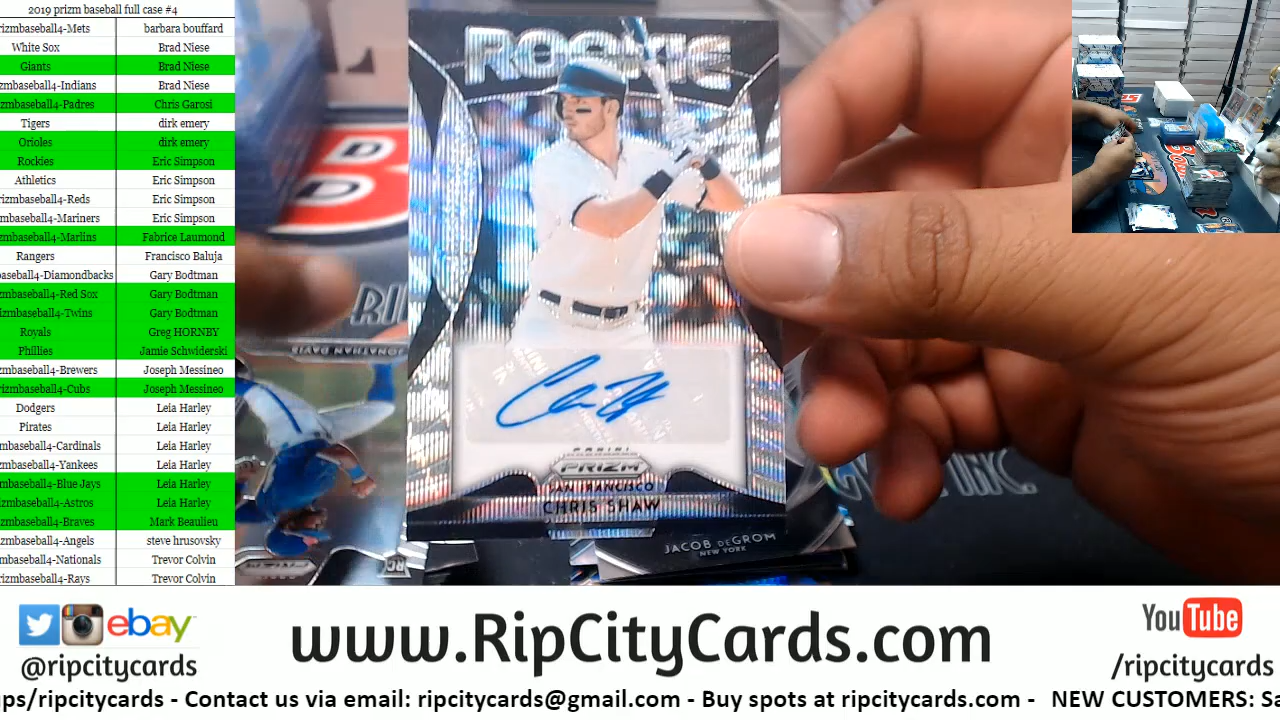 2019 prizm baseball full case #4
rizmbaseball4-Mets barbara bouffard
White Sox Brad Niese
Giants Brad Niese
zmbaseball4-Indians Brad Niese
zmbaseball4-Padres Chris Garosi
Tigers dirk emery
Orioles dirk emery
Rockies Eric Simpson
Athletics Eric Simpson
rizmbaseball4-Reds Eric Simpson
mbaseball4-Mariners Eric Simpson
zmbaseball4-Marlins Fabrice Laumond
Rangers Francisco Baluja
baseball4-Diamondbacks Gary Bodtman
zmbaseball4-Red Sox Gary Bodtman
zmbaseball4-Twins Gary Bodtman
Royals Greg HORNBY
Phillies Jamie Schwiderski
mbaseball4-Brewers Joseph Messineo
rizmbaseball4-Cubs Joseph Messineo
Dodgers Leia Harley
Pirates Leia Harley
mbaseball4-Cardinals Leia Harley
zmbaseball4-Yankees Leia Harley
zmbaseball4-Blue Jays Leia Harley
zmbaseball4-Astros Leia Harley
zmbaseball4-Braves Mark Beaulieu
zmbaseball4-Angels steve hrusovsky
mbaseball4-Nationals Trevor Colvin
rizmbaseball4-Rays Trevor Colvin
ROOKIE
PANINI
PRIZM
SAN FRANCISCO
CHRIS SHAW
JONATHAN DAVIS
RC
JACOB deGROM
NEW YORK
ebay
@ripcitycards
www.RipCityCards.com
YouTube
/ripcitycards
ps/ripcitycards - Contact us via email: ripcitycards@gmail.com - Buy spots at ripcitycards.com - NEW CUSTOMERS: Sa